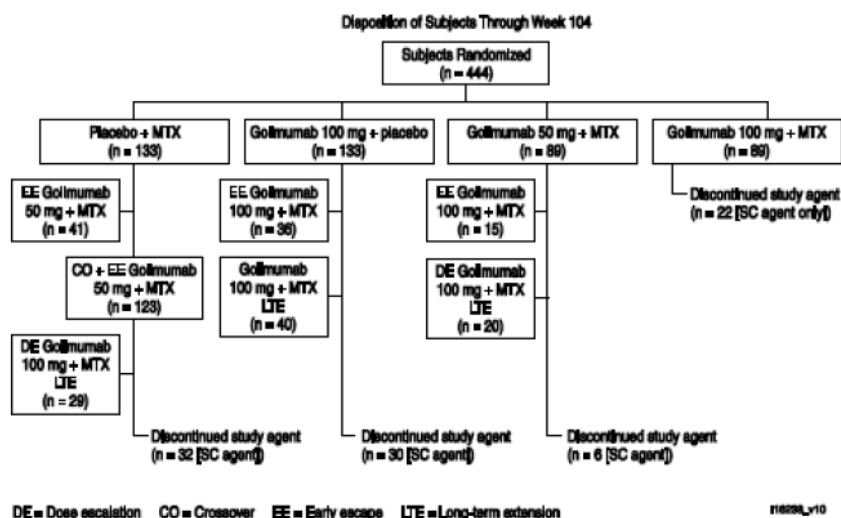 Disposition of Subjects Through Week 104
Subjects Randomized
(n = 444)
Placebo + MTX
(n = 133)
Golimumab 100 mg + placebo
(n = 133)
Golimumab 50 mg + MTX
(n = 89)
Golimumab 100 mg + MTX
(n = 89)
EE Golimumab
50 mg + MTX
(n = 41)
EE Golimumab
100 mg + MTX
(n = 36)
EE Golimumab
100 mg + MTX
(n = 15)
Discontinued study agent
(n = 22 [SC agent only])
CO + EE Golimumab
50 mg + MTX
(n = 123)
Golimumab
100 mg + MTX
LTE
(n = 40)
DE Golimumab
100 mg + MTX
LTE
(n = 20)
DE Golimumab
100 mg + MTX
LTE
(n = 29)
Discontinued study agent
(n = 32 [SC agent])
Discontinued study agent
(n = 30 [SC agent])
Discontinued study agent
(n = 6 [SC agent])
DE = Dose escalation CO = Crossover EE = Early escape LTE = Long-term extension